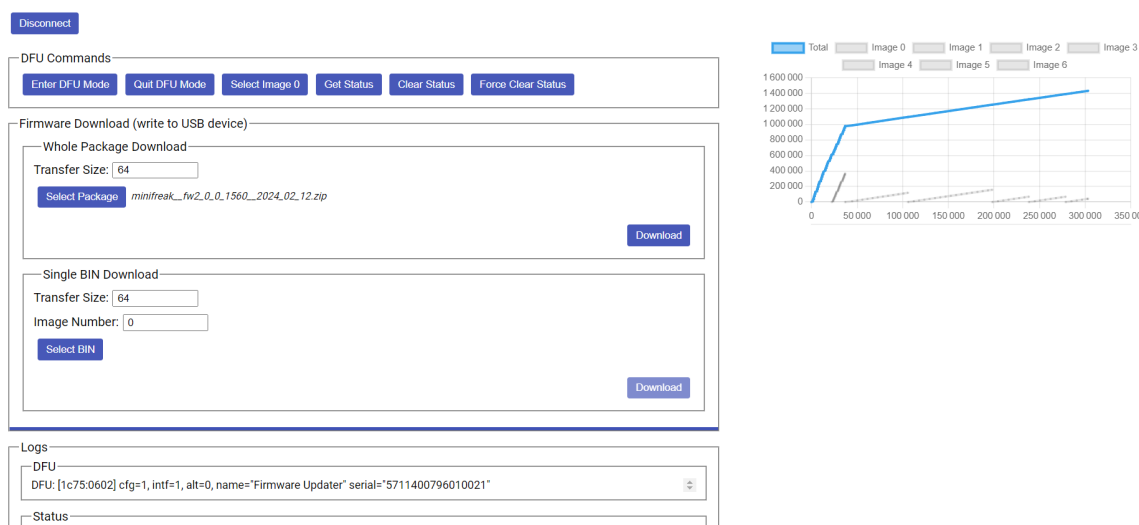 Disconnect
DFU Commands
Enter DFU Mode Quit DFU Mode Select Image 0 Get Status Clear Status Force Clear Status
Firmware Download (write to USB device)
Whole Package Download
Transfer Size: 64
Select Package minifreak__fw2_0_0_1560__2024_02_12.zip
Download
Single BIN Download
Transfer Size: 64
Image Number: 0
Select BIN
Download
Logs
DFU
DFU: [1c75:0602] cfg=1, intf=1, alt=0, name="Firmware Updater" serial="5711400796010021"
Status
Total Image 0 Image 1 Image 2 Image 3
Image 4 Image 5 Image 6
1 600 000
1 400 000
1 200 000
1 000 000
800 000
600 000
400 000
200 000
0
0 50 000 100 000 150 000 200 000 250 000 300 000 350 00